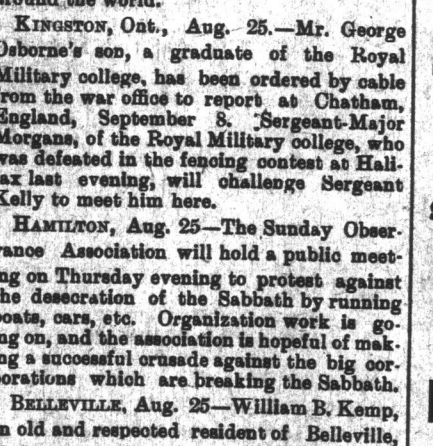 around the world.
KINGSTON, Ont., Aug. 25.—Mr. George
Osborne's son, a graduate of the Royal
Military college, has been ordered by cable
from the war office to report at Chatham,
England, September 8. Sergeant-Major
Morgans, of the Royal Military college, who
was defeated in the fencing contest at Hali-
fax last evening, will challenge Sergeant
Kelly to meet him here.
HAMILTON, Aug. 25—The Sunday Obser-
vance Association will hold a public meet-
ing on Thursday evening to protest against
the desecration of the Sabbath by running
boats, cars, etc. Organization work is go-
ing on, and the association is hopeful of mak-
ing a successful crusade against the big cor-
porations which are breaking the Sabbath.
BELLEVILLE, Aug. 25—William B. Kemp,
an old and respected resident of Belleville,